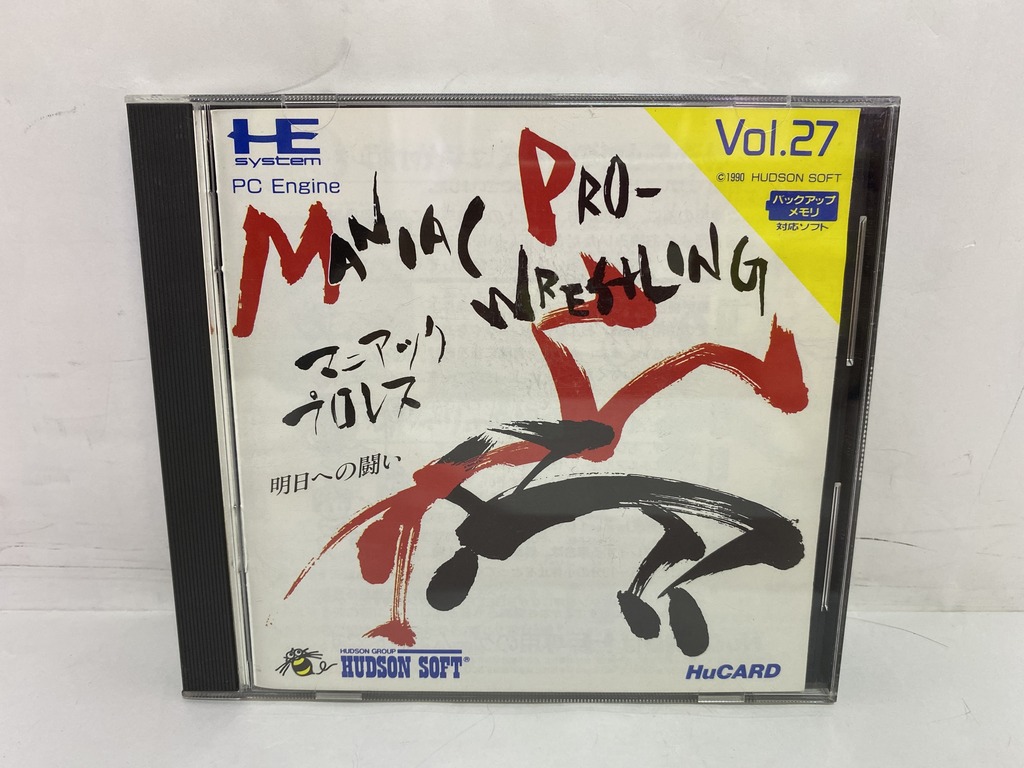 HE
system
PC Engine
MANIAC PRO-
WRESTLING
マニアック
プロレス
明日への闘い
Vol.27
©1990 HUDSON SOFT
バックアップ
メモリ
対応ソフト
HUDSON GROUP
HUDSON SOFT®
HuCARD